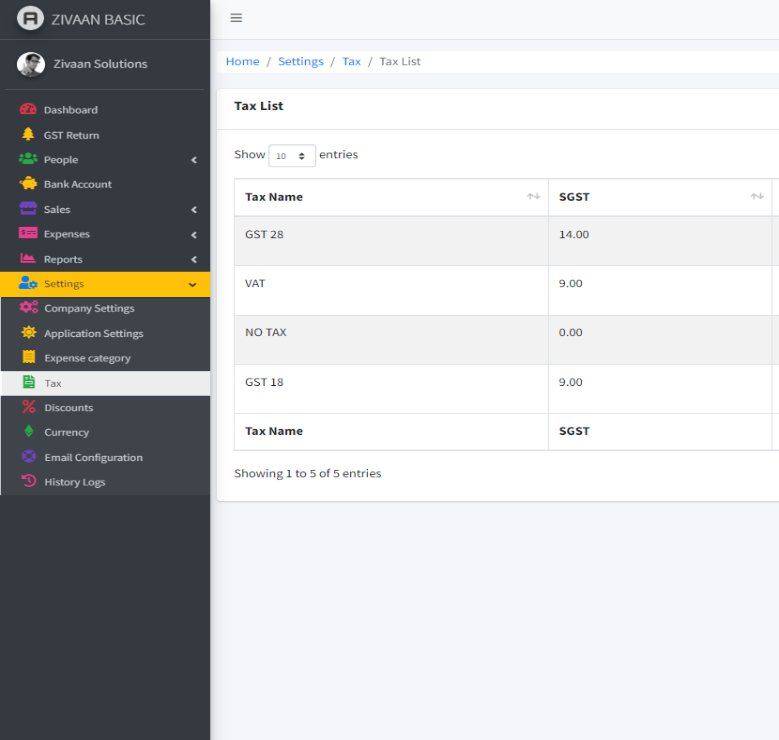 ZIVAAN BASIC
Zivaan Solutions
Dashboard
GST Return
People
Bank Account
Sales
Expenses
Reports
Settings
Company Settings
Application Settings
Expense category
Tax
Discounts
Currency
Email Configuration
History Logs
Home / Settings / Tax / Tax List
Tax List
Show 10 entries
Tax Name SGST
GST 28 14.00
VAT 9.00
NO TAX 0.00
GST 18 9.00
Tax Name SGST
Showing 1 to 5 of 5 entries